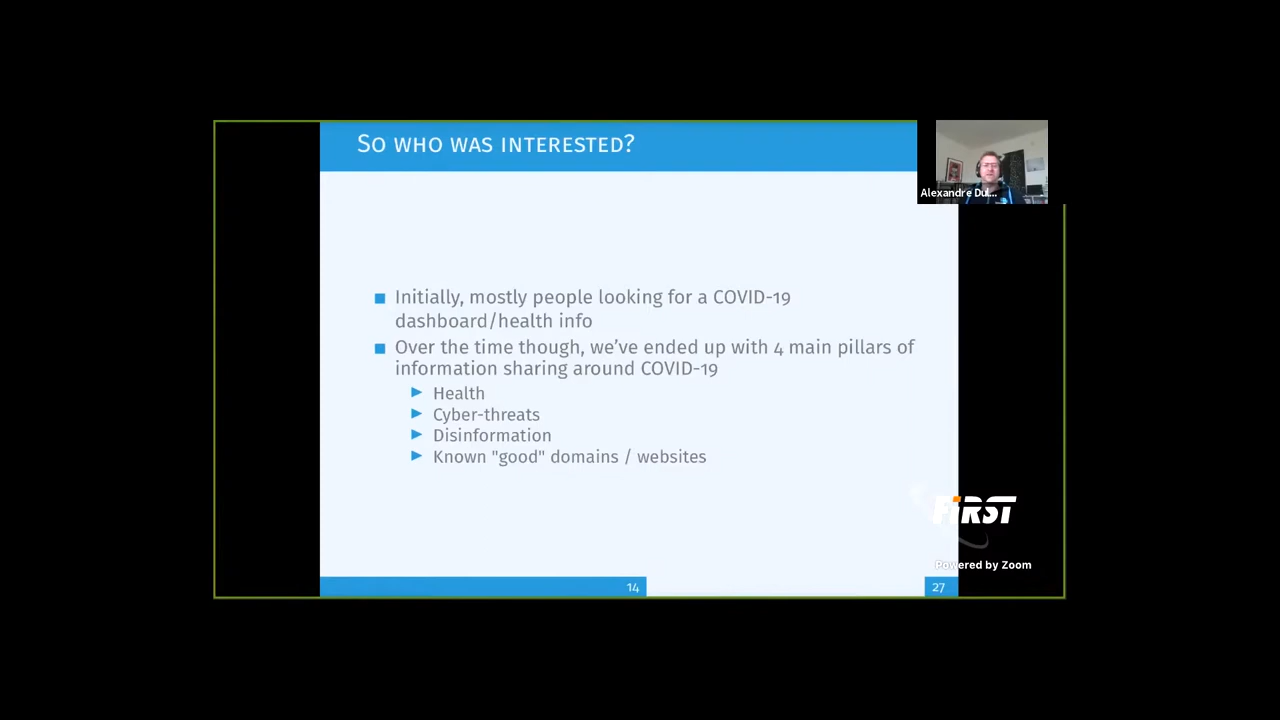 So who was interested?
Alexandre Dul...
Initially, mostly people looking for a COVID-19
dashboard/health info
Over the time though, we've ended up with 4 main pillars of
information sharing around COVID-19
Health
Cyber-threats
Disinformation
Known "good" domains / websites
FiRST
Powered by Zoom
14
27